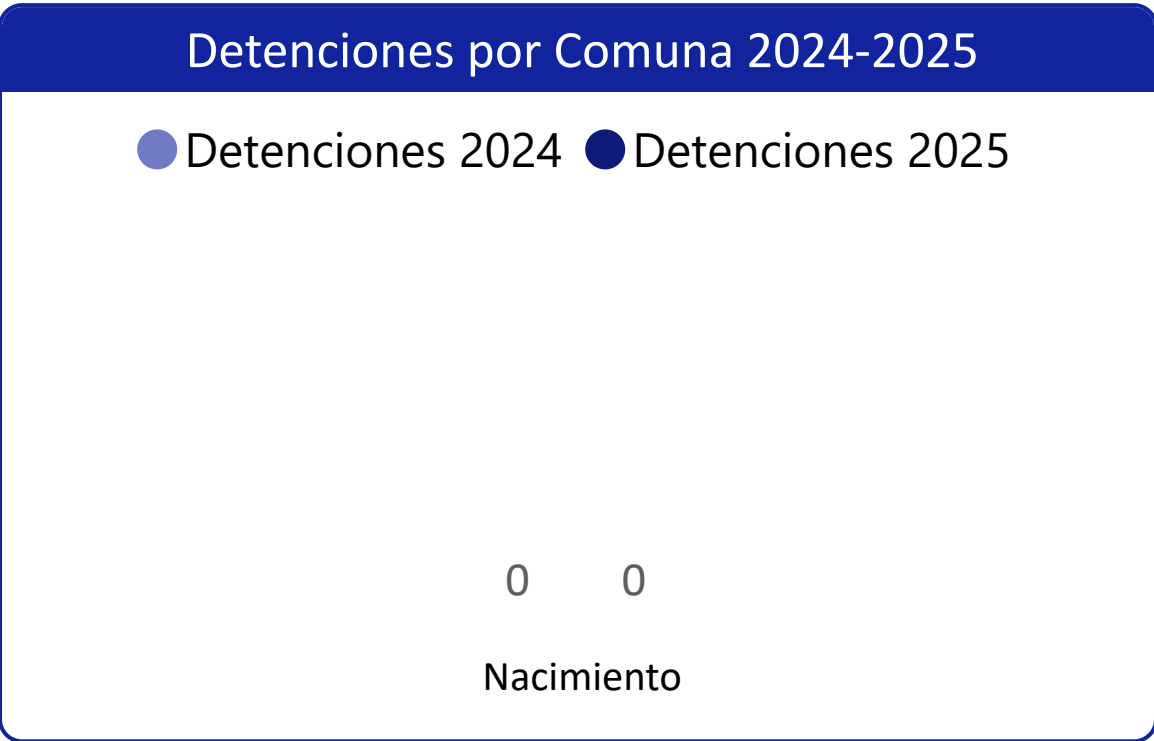 Detenciones por Comuna 2024-2025
Detenciones 2024 Detenciones 2025
0 0
Nacimiento